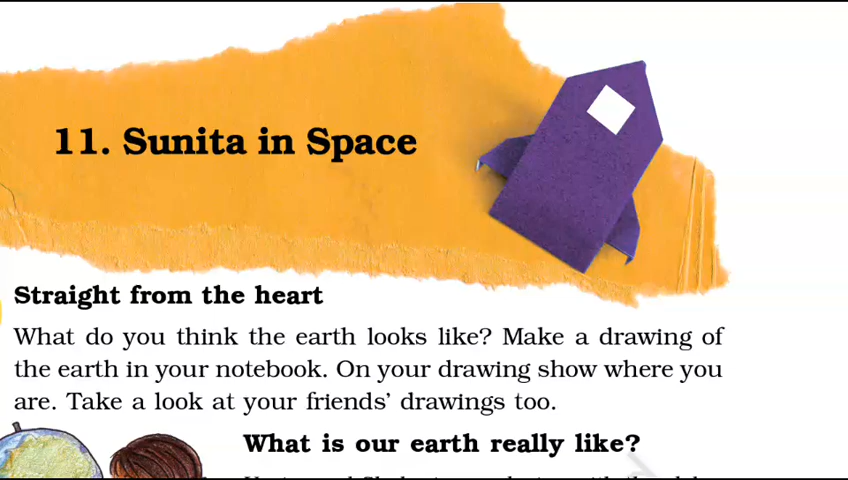 11. Sunita in Space
Straight from the heart
What do you think the earth looks like? Make a drawing of
the earth in your notebook. On your drawing show where you
are. Take a look at your friends’ drawings too.
What is our earth really like?